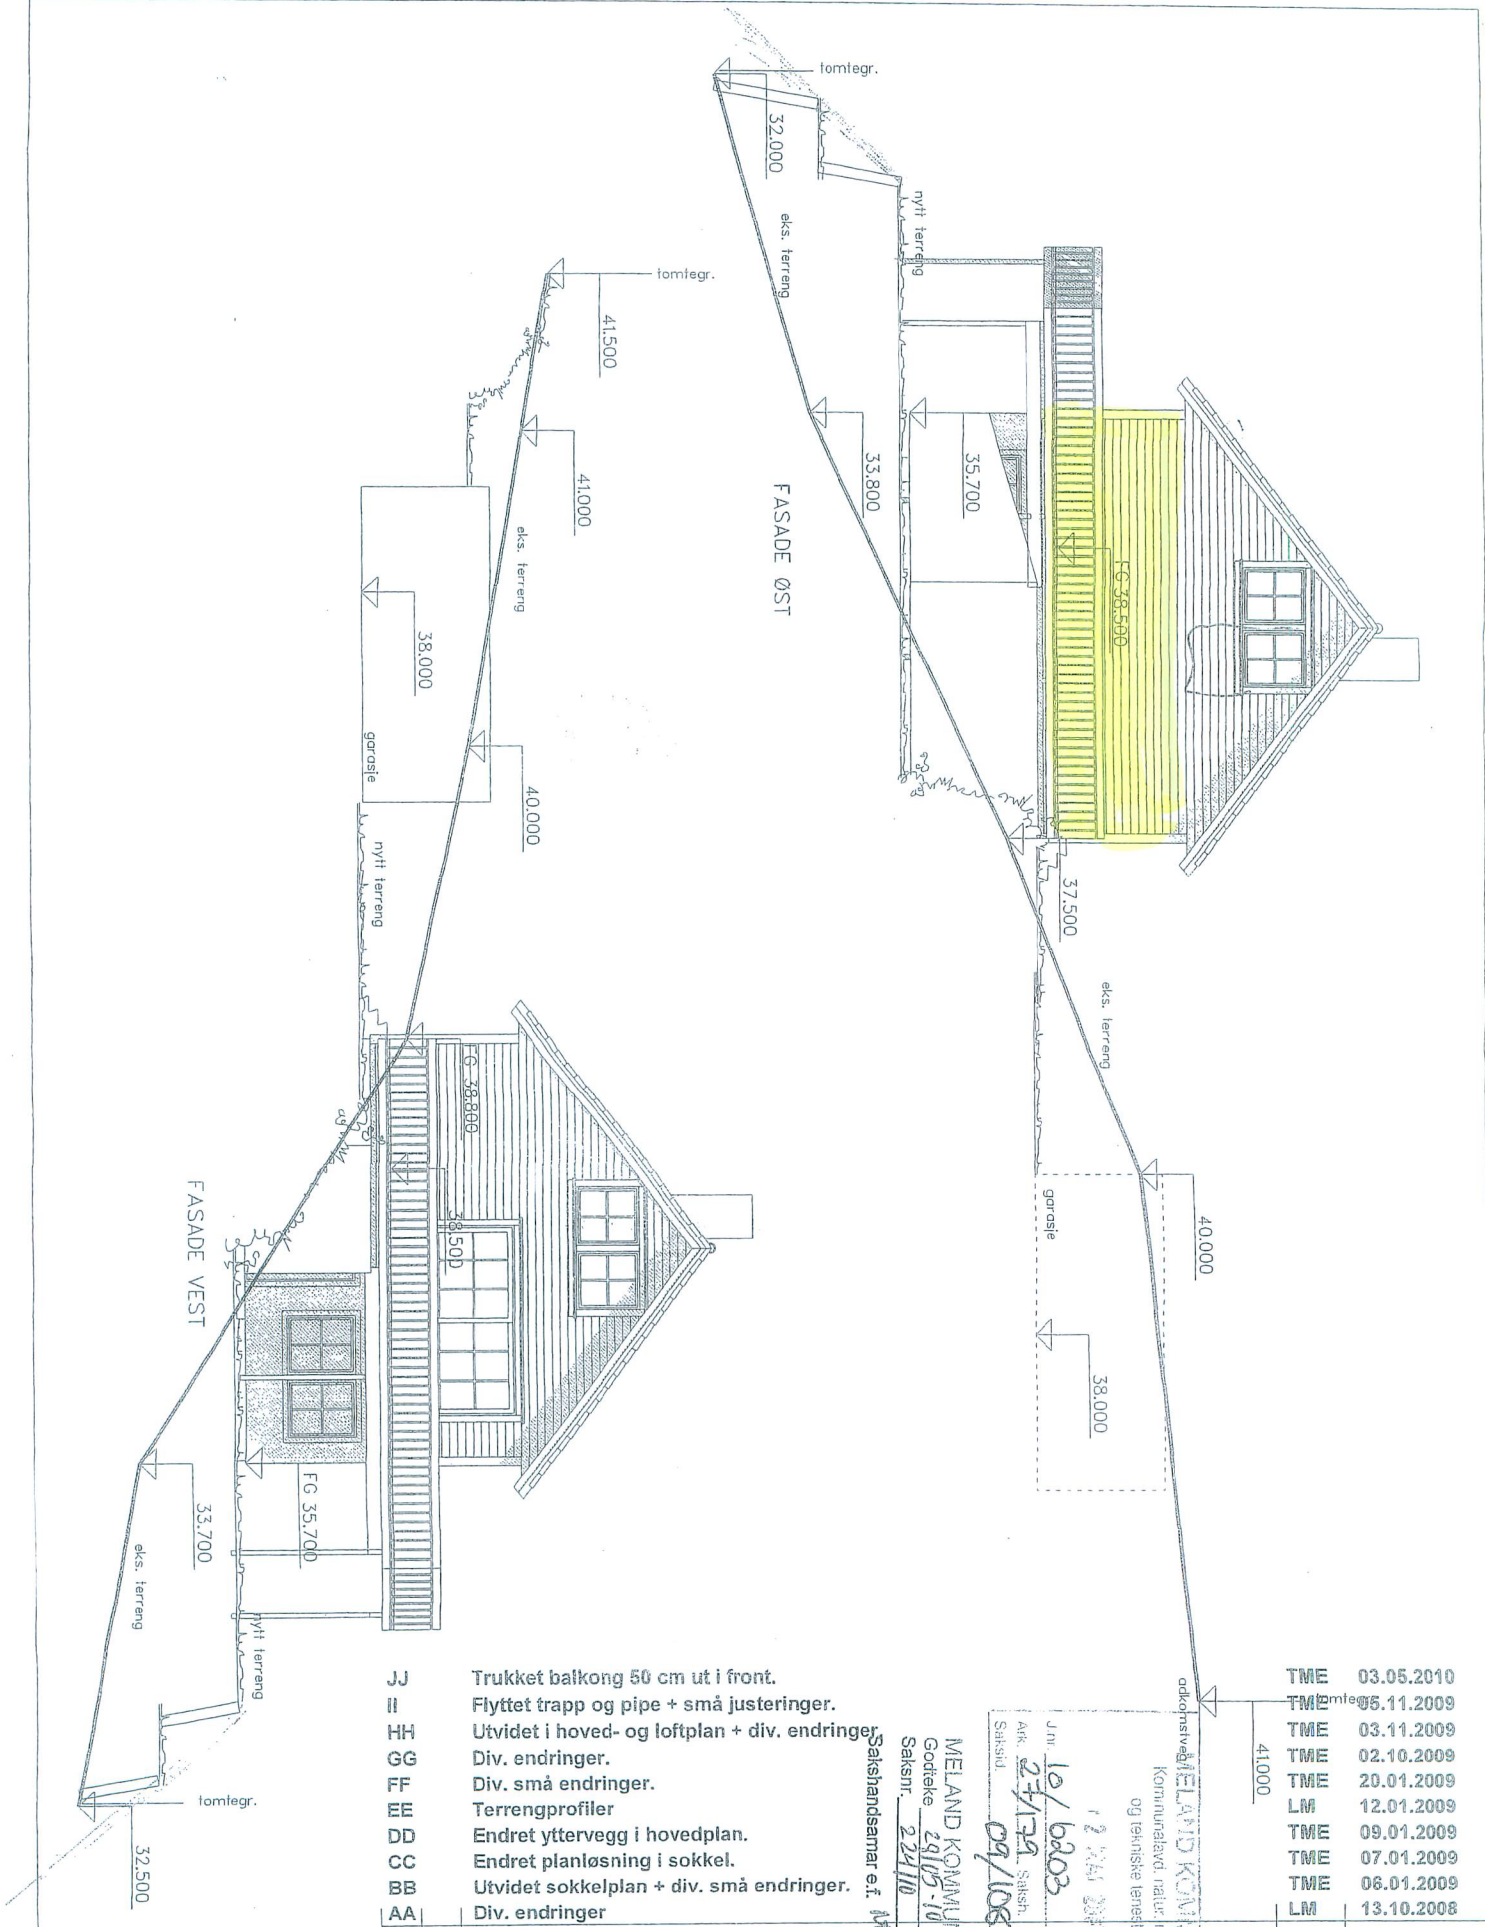 tomtegr.
32.000
eks. terreng
nytt terreng
33.800
35.700
FASADE ØST
FG 38.500
37.500
eks. terreng
garasje
40.000
38.000
adkomstveg
tomtegr.
41.000
tomtegr.
41.500
41.000
eks. terreng
38.000
garasje
40.000
nytt terreng
FG 38.800
38.500
FASADE VEST
FG 35.700
33.700
eks. terreng
nytt terreng
tomtegr.
32.500
JJ Trukket balkong 50 cm ut i front. TME 03.05.2010
II Flyttet trapp og pipe + små justeringer. TME 05.11.2009
HH Utvidet i hoved- og loftplan + div. endringer. TME 03.11.2009
GG Div. endringer. TME 02.10.2009
FF Div. små endringer. TME 20.01.2009
EE Terrengprofiler LM 12.01.2009
DD Endret yttervegg i hovedplan. TME 09.01.2009
CC Endret planløsning i sokkel. TME 07.01.2009
BB Utvidet sokkelplan + div. små endringer. TME 06.01.2009
AA Div. endringer LM 13.10.2008
MELAND KOM
Kommunalavd. natur,
og tekniske tenes
J.nr. 10/6203
Ark. 27/129 Saksh.
Saksid. 09/108
MELAND KOMMU
Godteke 29/05-10
Saksnr. 224/10
Sakshandsamar e.f.